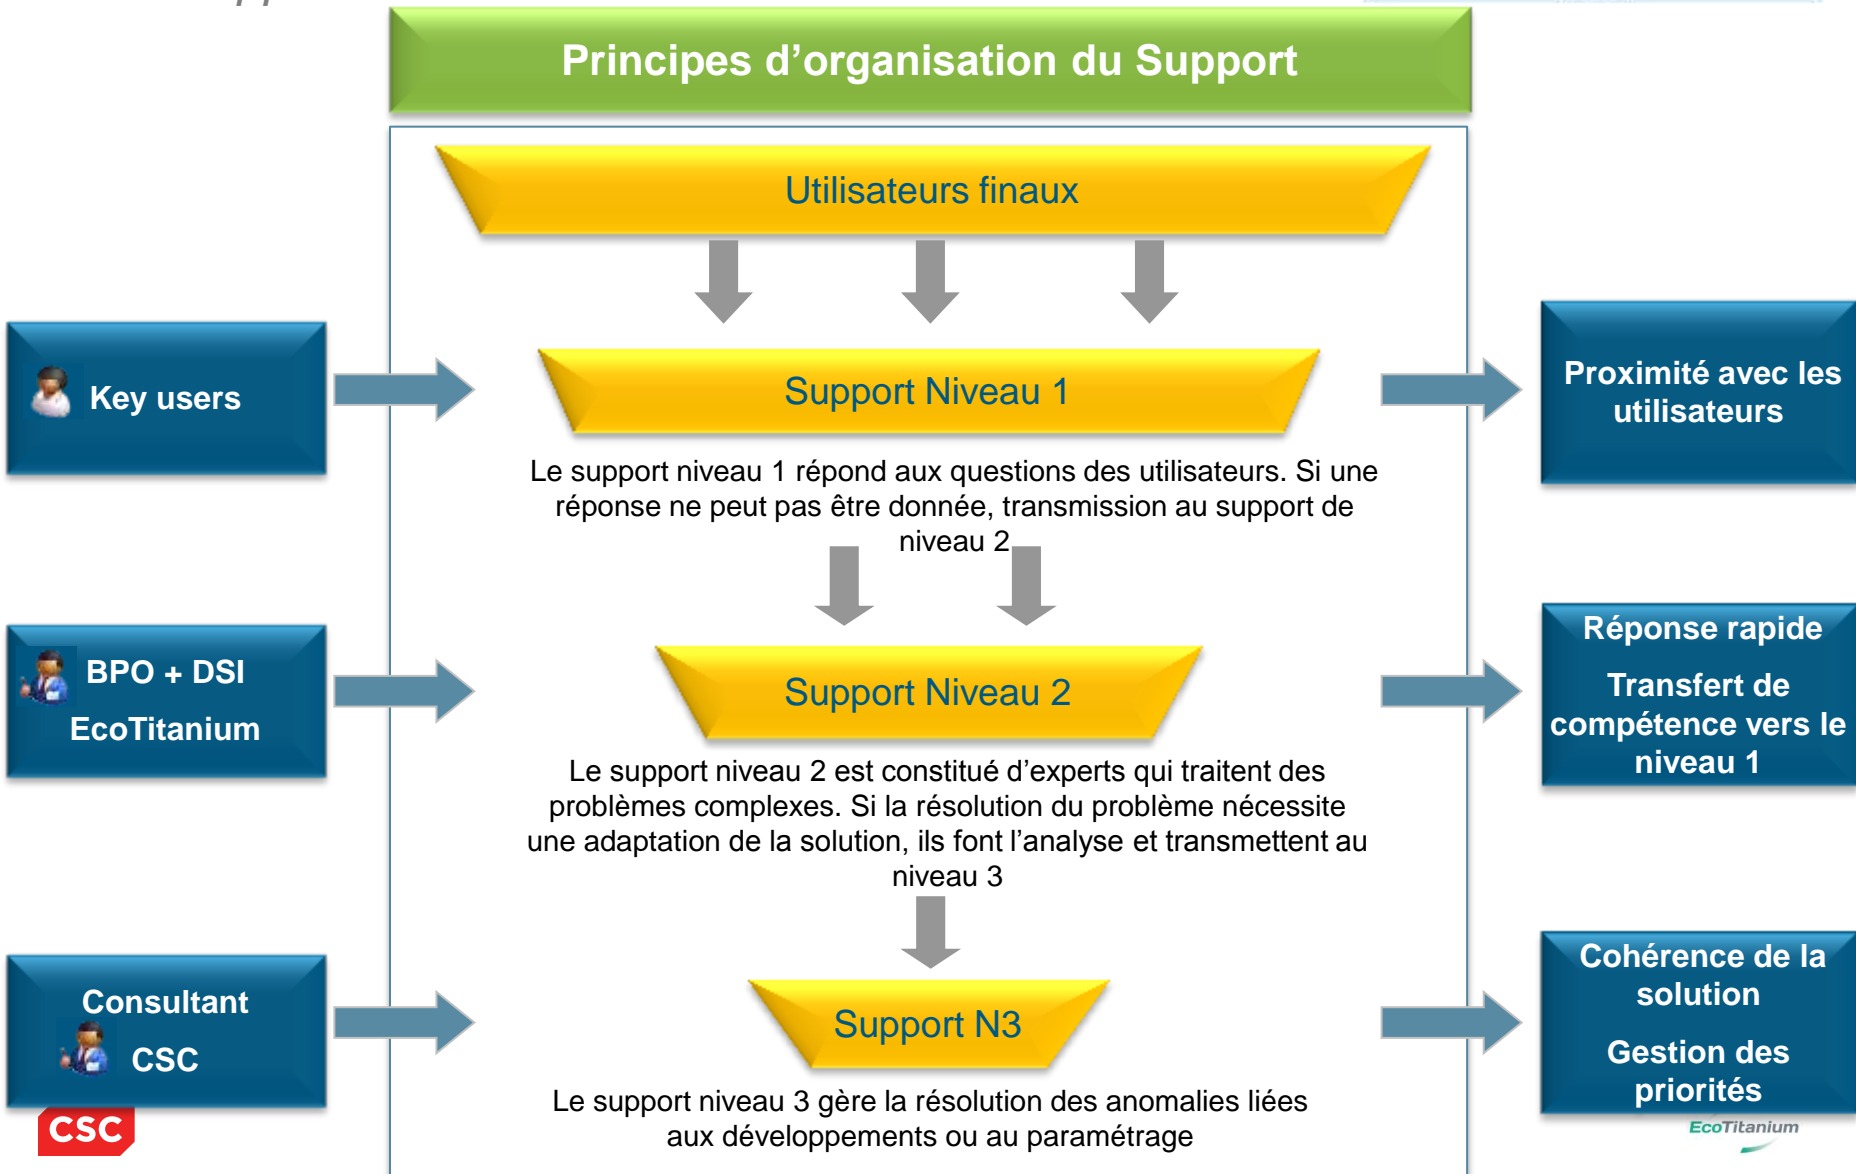 Principes d’organisation du Support
Utilisateurs finaux
Key users
Support Niveau 1
Proximité avec les
utilisateurs
Le support niveau 1 répond aux questions des utilisateurs. Si une
réponse ne peut pas être donnée, transmission au support de
niveau 2
BPO + DSI
EcoTitanium
Support Niveau 2
Réponse rapide
Transfert de
compétence vers le
niveau 1
Le support niveau 2 est constitué d’experts qui traitent des
problèmes complexes. Si la résolution du problème nécessite
une adaptation de la solution, ils font l’analyse et transmettent au
niveau 3
Consultant
CSC
Support N3
Cohérence de la
solution
Gestion des
priorités
Le support niveau 3 gère la résolution des anomalies liées
aux développements ou au paramétrage
CSC
EcoTitanium